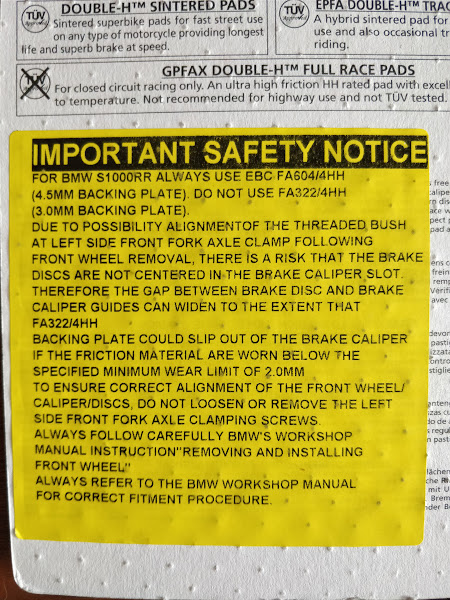 DOUBLE-H™ SINTERED PADS
Sintered superbike pads for fast street use
on any type of motorcycle providing longest
life and superb brake at speed.
EPFA DOUBLE-H™ TRAC
A hybrid sintered pad for
use and also occasional tr
riding.
TÜV
TÜV
TÜV
GPFAX DOUBLE-H™ FULL RACE PADS
For closed circuit racing only. An ultra high friction HH rated pad with excell
to temperature. Not recommended for highway use and not TÜV tested.
IMPORTANT SAFETY NOTICE
FOR BMW S1000RR ALWAYS USE EBC FA604/4HH
(4.5MM BACKING PLATE). DO NOT USE FA322/4HH
(3.0MM BACKING PLATE).
DUE TO POSSIBILITY ALIGNMENTOF THE THREADED BUSH
AT LEFT SIDE FRONT FORK AXLE CLAMP FOLLOWING
FRONT WHEEL REMOVAL, THERE IS A RISK THAT THE BRAKE
DISCS ARE NOT CENTERED IN THE BRAKE CALIPER SLOT.
THEREFORE THE GAP BETWEEN BRAKE DISC AND BRAKE
CALIPER GUIDES CAN WIDEN TO THE EXTENT THAT
FA322/4HH
BACKING PLATE COULD SLIP OUT OF THE BRAKE CALIPER
IF THE FRICTION MATERIAL ARE WORN BELOW THE
SPECIFIED MINIMUM WEAR LIMIT OF 2.0MM
TO ENSURE CORRECT ALIGNMENT OF THE FRONT WHEEL/
CALIPER/DISCS, DO NOT LOOSEN OR REMOVE THE LEFT
SIDE FRONT FORK AXLE CLAMPING SCREWS.
ALWAYS FOLLOW CAREFULLY BMW'S WORKSHOP
MANUAL INSTRUCTION"REMOVING AND INSTALLING
FRONT WHEEL"
ALWAYS REFER TO THE BMW WORKSHOP MANUAL
FOR CORRECT FITMENT PROCEDURE.